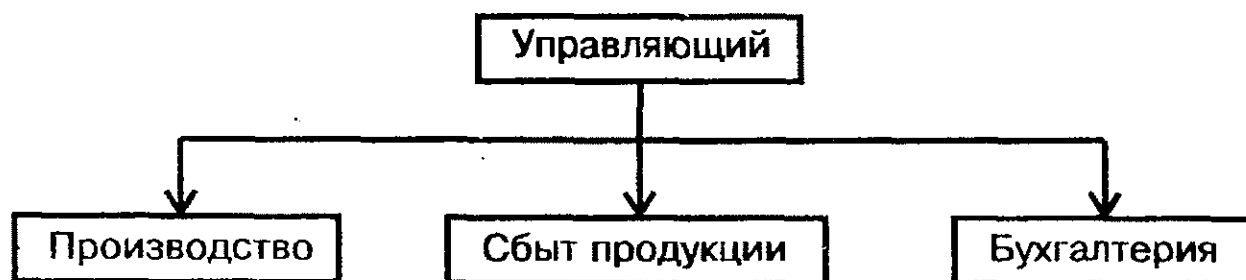 Управляющий
Производство
Сбыт продукции
Бухгалтерия